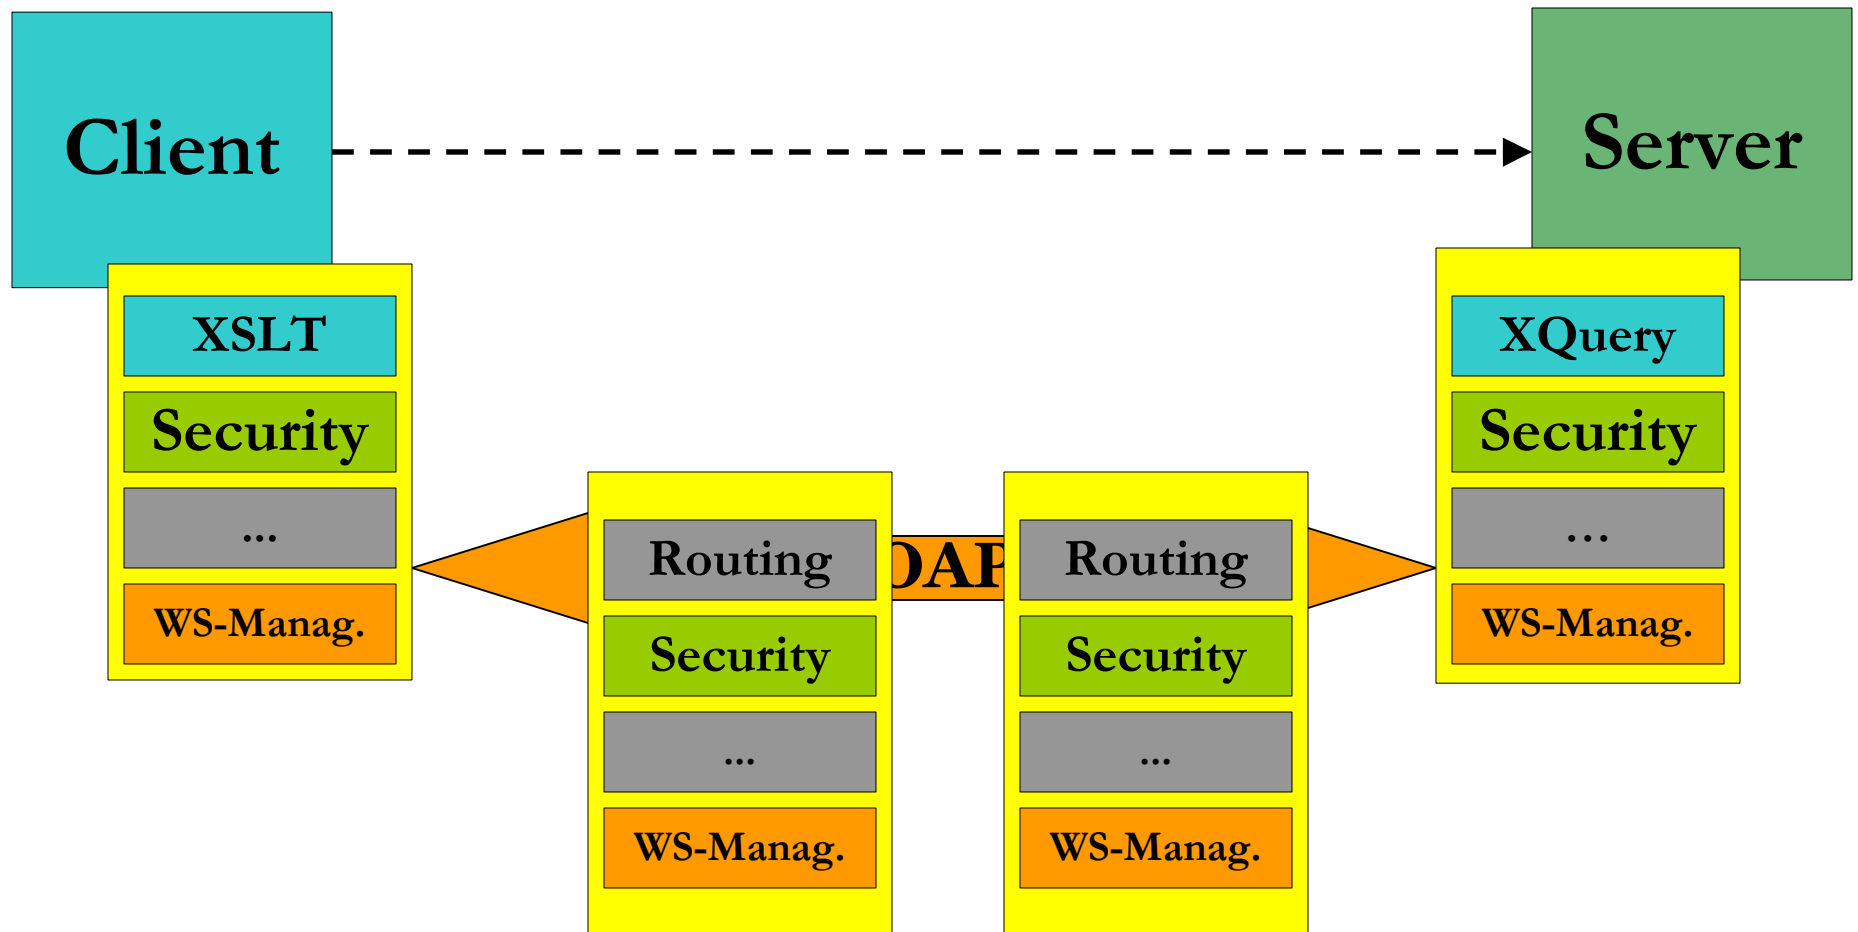 Client
Server
XSLT
Security
...
WS-Manag.
Routing
Security
...
WS-Manag.
OAP
Routing
Security
...
WS-Manag.
XQuery
Security
...
WS-Manag.